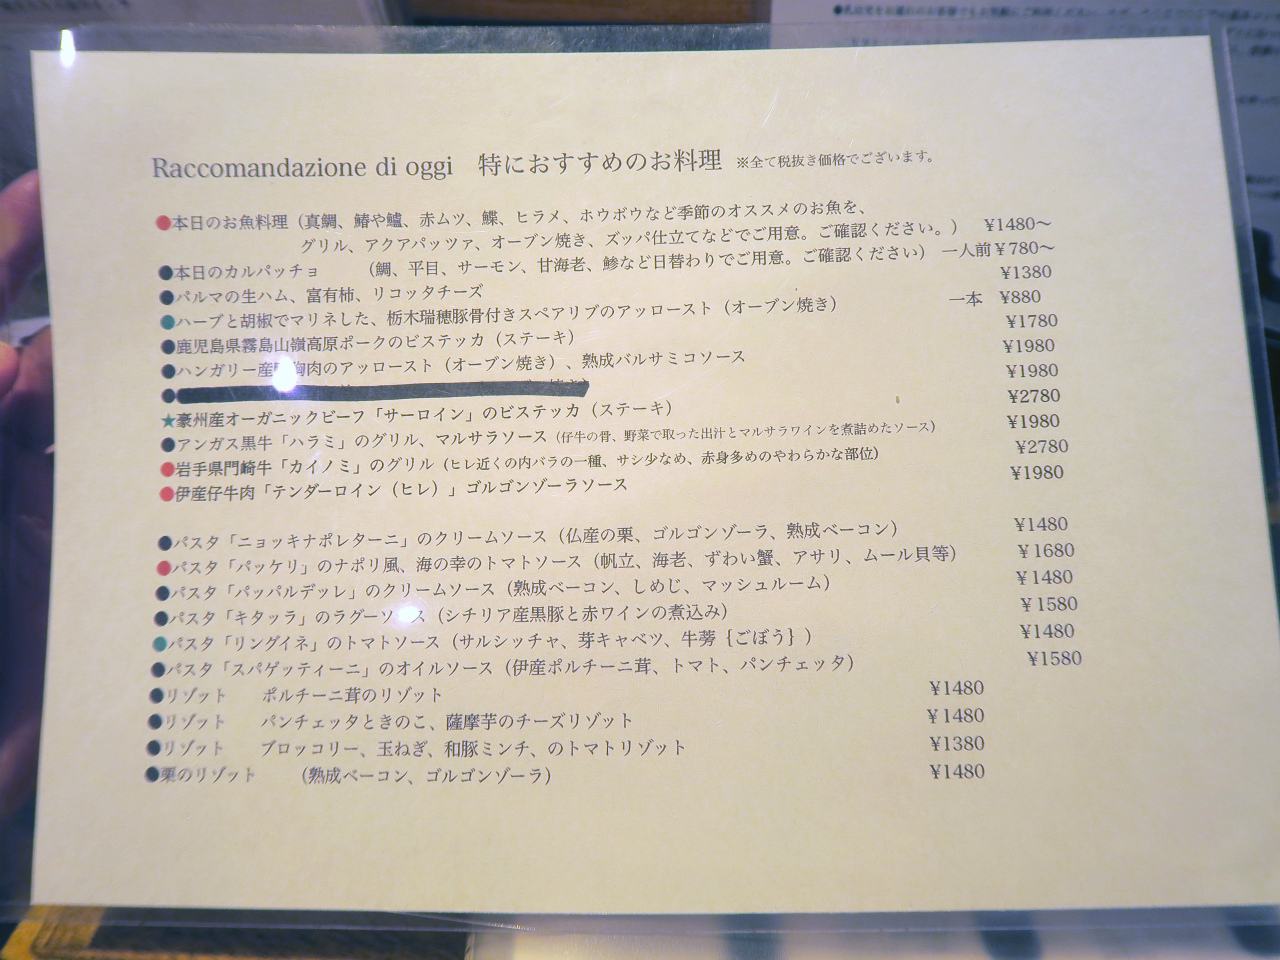 Raccomandazione di oggi 特におすすめのお料理 ※全て税抜き価格でございます。
●本日のお魚料理（真鯛、鰆や鱸、赤ムツ、鰈、ヒラメ、ホウボウなど季節のオススメのお魚を、
グリル、アクアパッツァ、オーブン焼き、ズッパ仕立てなどでご用意。ご確認ください。） ¥1480〜
●本日のカルパッチョ （鯛、平目、サーモン、甘海老、鯵など日替わりでご用意。ご確認ください） 一人前¥780〜
●パルマの生ハム、富有柿、リコッタチーズ ¥1380
●ハーブと胡椒でマリネした、栃木瑞穂豚骨付きスペアリブのアッロースト（オーブン焼き） 一本 ¥880
●鹿児島県霧島山嶺高原ポークのビステッカ（ステーキ） ¥1780
●ハンガリー産胸肉のアッロースト（オーブン焼き）、熟成バルサミコソース ¥1980
● ¥1980
★豪州産オーガニックビーフ「サーロイン」のビステッカ（ステーキ） ¥2780
●アンガス黒牛「ハラミ」のグリル、マルサラソース（仔牛の骨、野菜で取った出汁とマルサラワインを煮詰めたソース） ¥1980
●岩手県門崎牛「カイノミ」のグリル（ヒレ近くの内バラの一種、サシ少なめ、赤身多めのやわらかな部位） ¥2780
●伊産仔牛肉「テンダーロイン（ヒレ）」ゴルゴンゾーラソース ¥1980
●パスタ「ニョッキナポレターニ」のクリームソース（仏産の栗、ゴルゴンゾーラ、熟成ベーコン） ¥1480
●パスタ「パッケリ」のナポリ風、海の幸のトマトソース（帆立、海老、ずわい蟹、アサリ、ムール貝等） ¥1680
●パスタ「パッパルデッレ」のクリームソース（熟成ベーコン、しめじ、マッシュルーム） ¥1480
●パスタ「キタッラ」のラグーソース（シチリア産黒豚と赤ワインの煮込み） ¥1580
●パスタ「リングイネ」のトマトソース（サルシッチャ、芽キャベツ、牛蒡｛ごぼう｝） ¥1480
●パスタ「スパゲッティーニ」のオイルソース（伊産ポルチーニ茸、トマト、パンチェッタ） ¥1580
●リゾット ポルチーニ茸のリゾット ¥1480
●リゾット パンチェッタときのこ、薩摩芋のチーズリゾット ¥1480
●リゾット ブロッコリー、玉ねぎ、和豚ミンチ、のトマトリゾット ¥1380
●栗のリゾット （熟成ベーコン、ゴルゴンゾーラ） ¥1480